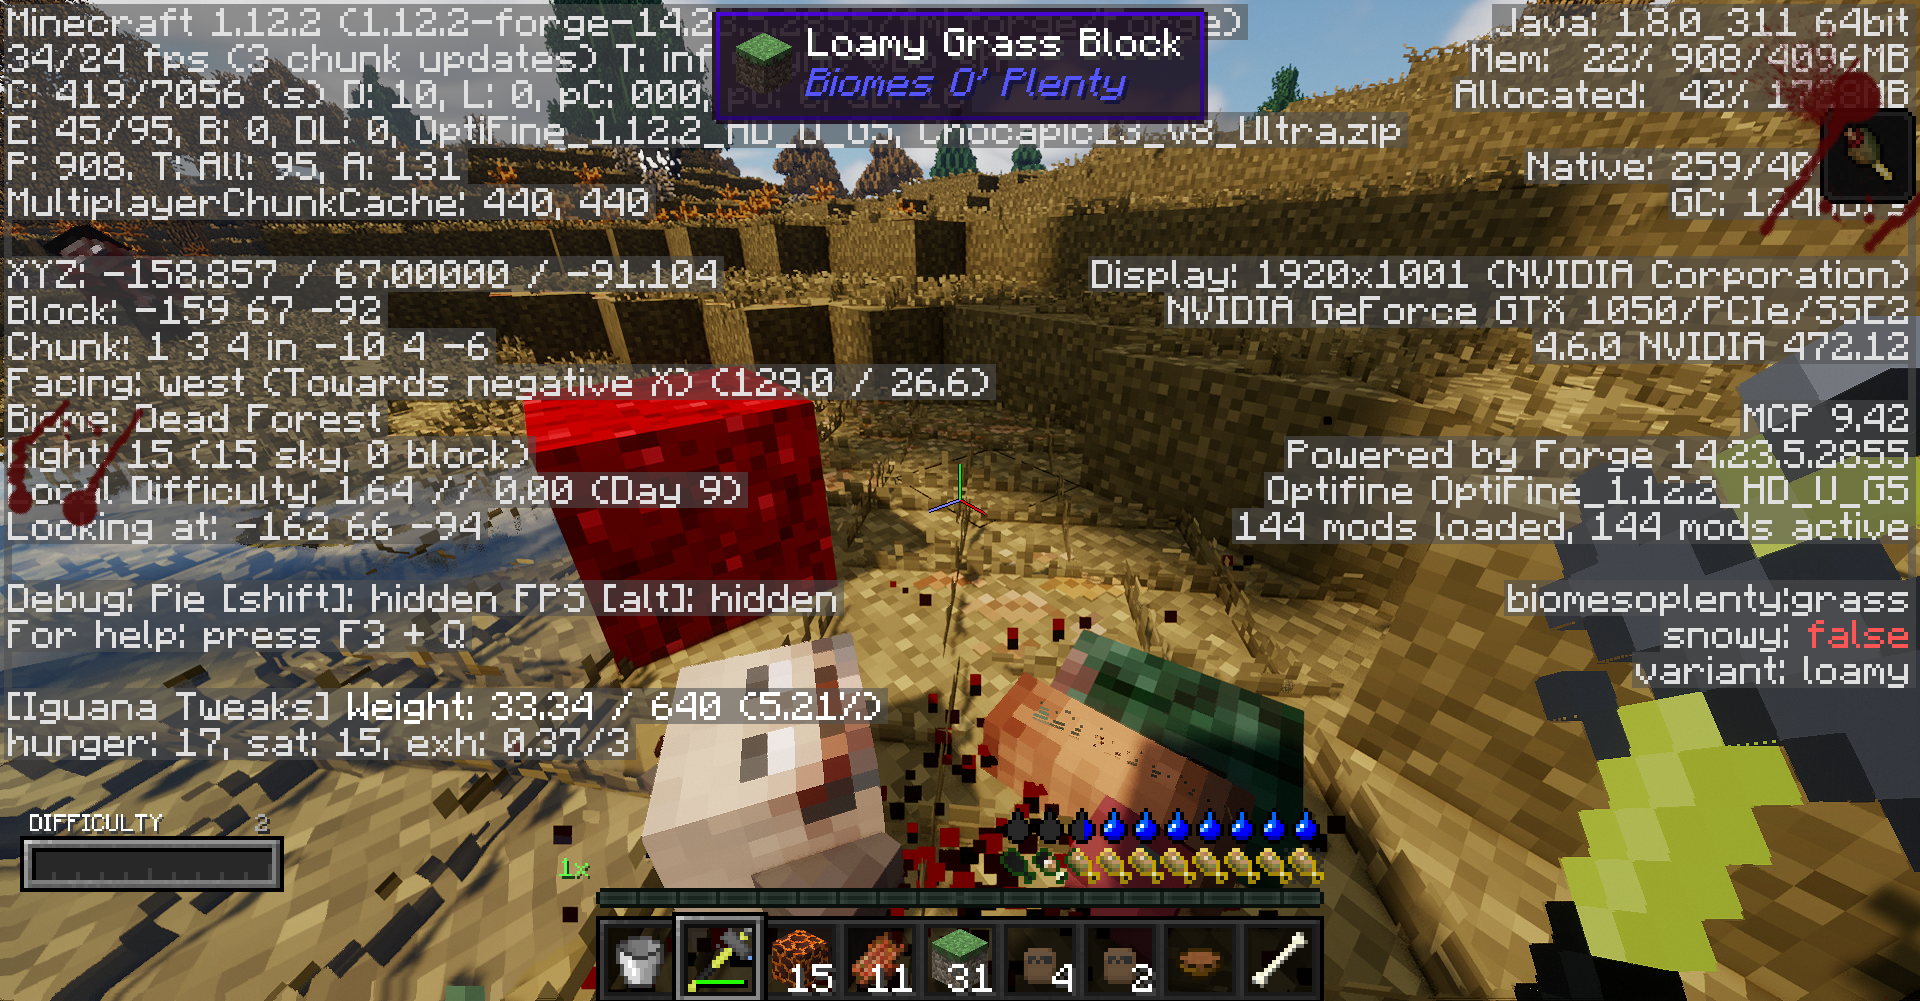 Minecraft 1.12.2 (1.12.2-forge-14.2
Loamy Grass Block
Biomes O' Plenty
34/24 fps (3 chunk updates) T: inf
C: 419/7056 (s) D: 10, L: 0, pC: 000,
E: 45/95, B: 0, DL: 0, OptiFine_1.12.2_HD_U_G5, Chocapic13_V8_Ultra.zip
P: 908. T: All: 95, A: 131
MultiplayerChunkCache: 440, 440
XYZ: -158.857 / 67.00000 / -91.104
Block: -159 67 -92
Chunk: 1 3 4 in -10 4 -6
Facing: west (Towards negative X) (129.0 / 26.6)
Biome: Dead Forest
Light: 15 (15 sky, 0 block)
Local Difficulty: 1.64 // 0.00 (Day 9)
Looking at: -162 66 -94
Debug: Pie [shift]: hidden FPS [alt]: hidden
For help: press F3 + Q
[Iguana Tweaks] Weight: 33.34 / 640 (5.21%)
hunger: 17, sat: 15, exh: 0.37/3
Java: 1.8.0_311 64bit
Mem: 22% 908/4096MB
Allocated: 42%
Native: 259/40
GC:
Display: 1920x1001 (NVIDIA Corporation)
NVIDIA GeForce GTX 1050/PCIe/SSE2
4.6.0 NVIDIA 472.12
MCP 9.42
Powered by Forge 14.23.5.2855
Optifine OptiFine_1.12.2_HD_U_G5
144 mods loaded, 144 mods active
biomesoplenty:grass
snowy: false
variant: loamy
DIFFICULTY 2
1x
15 11 31 4 2